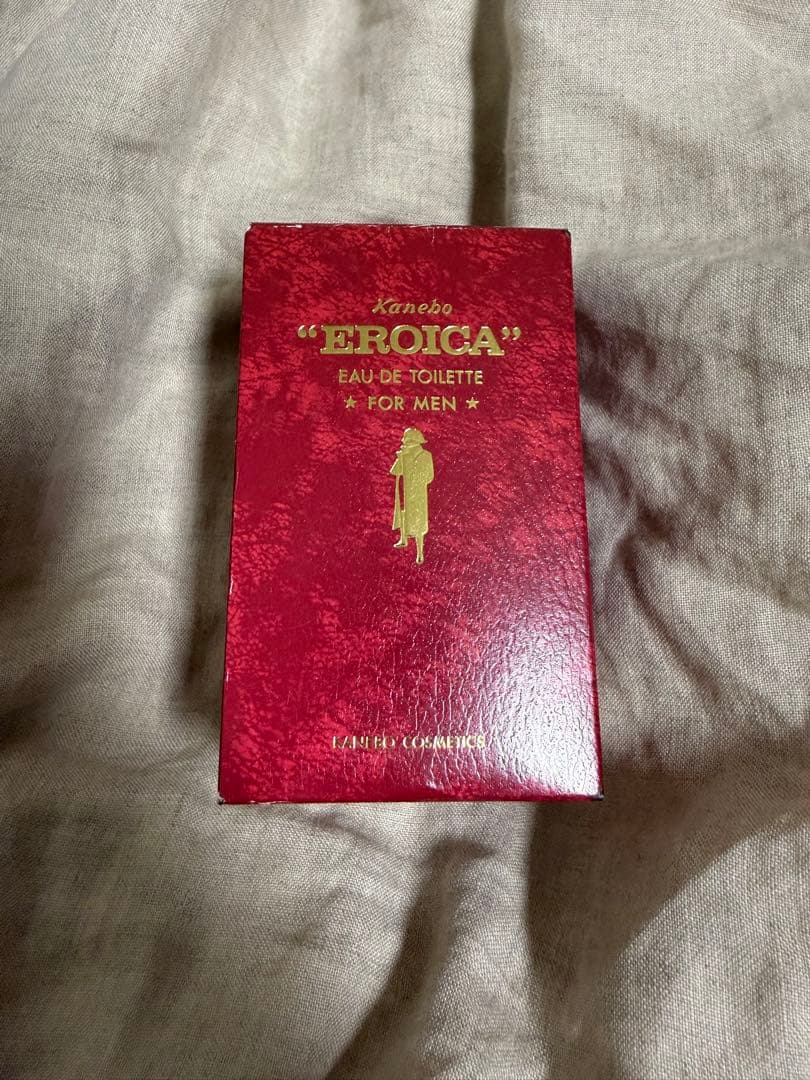 Kanebo
“EROICA”
EAU DE TOILETTE
★ FOR MEN ★
KANEBO COSMETICS